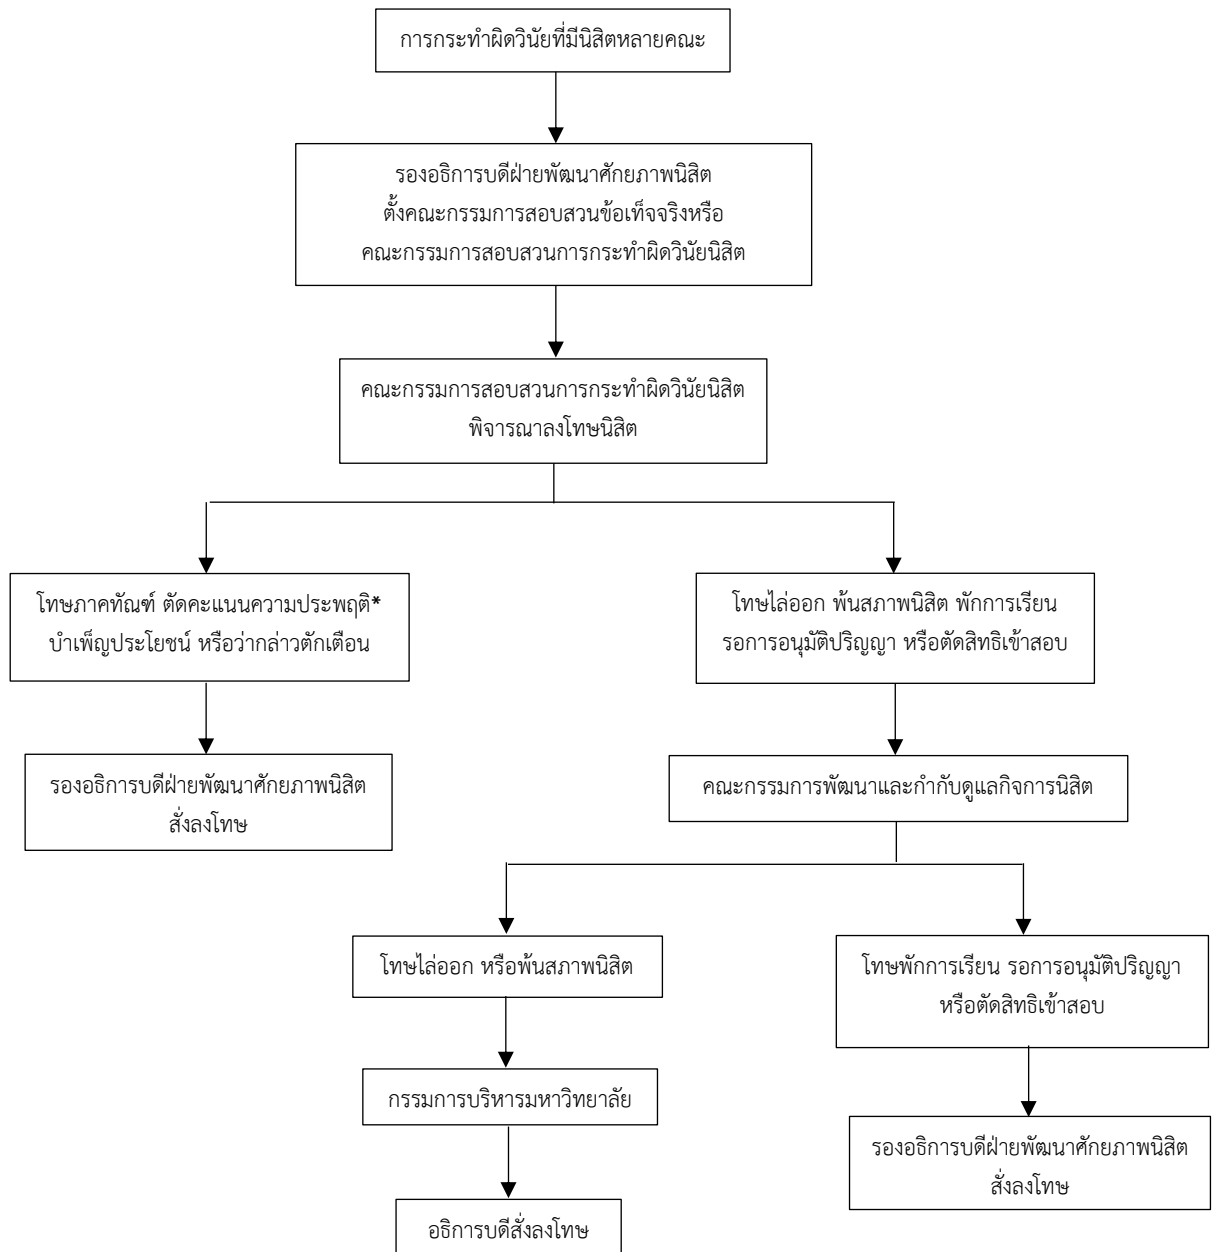 การกระทำผิดวินัยที่มีนิสิตหลายคณะ
รองอธิการบดีฝ่ายพัฒนาศักยภาพนิสิต
ตั้งคณะกรรมการสอบสวนข้อเท็จจริงหรือ
คณะกรรมการสอบสวนการกระทำผิดวินัยนิสิต
คณะกรรมการสอบสวนการกระทำผิดวินัยนิสิต
พิจารณาลงโทษนิสิต
โทษภาคทัณฑ์ ตัดคะแนนความประพฤติ*
บำเพ็ญประโยชน์ หรือว่ากล่าวตักเตือน
รองอธิการบดีฝ่ายพัฒนาศักยภาพนิสิต
สั่งลงโทษ
โทษไล่ออก พ้นสภาพนิสิต พักการเรียน
รอการอนุมัติปริญญา หรือตัดสิทธิเข้าสอบ
คณะกรรมการพัฒนาและกำกับดูแลกิจการนิสิต
โทษไล่ออก หรือพ้นสภาพนิสิต
กรรมการบริหารมหาวิทยาลัย
อธิการบดีสั่งลงโทษ
โทษพักการเรียน รอการอนุมัติปริญญา
หรือตัดสิทธิเข้าสอบ
รองอธิการบดีฝ่ายพัฒนาศักยภาพนิสิต
สั่งลงโทษ